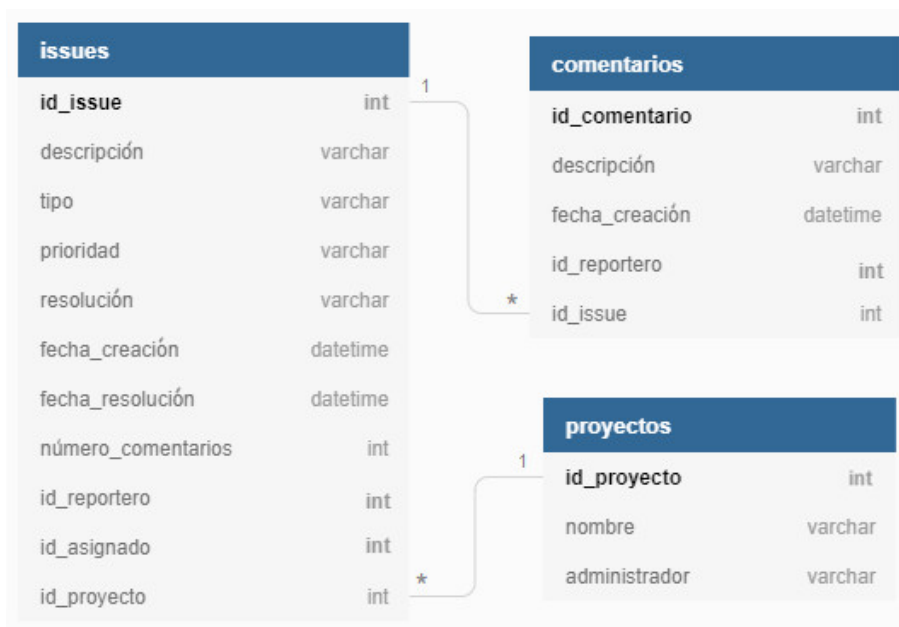 issues
id_issue int
descripción varchar
tipo varchar
prioridad varchar
resolución varchar
fecha_creación datetime
fecha_resolución datetime
número_comentarios int
id_reportero int
id_asignado int
id_proyecto int
1
*
comentarios
id_comentario int
descripción varchar
fecha_creación datetime
id_reportero int
id_issue int
1
*
proyectos
id_proyecto int
nombre varchar
administrador varchar